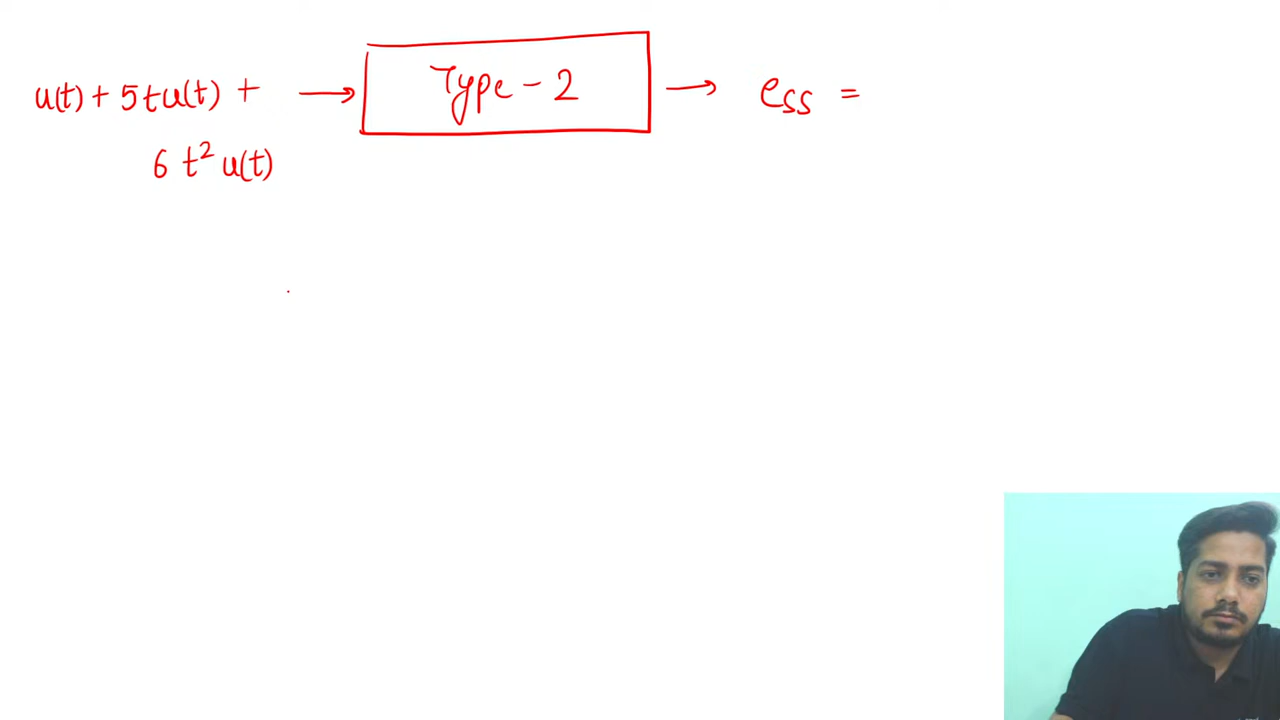 u(t) + 5tu(t) + → Type - 2 → ess =
6 t² u(t)